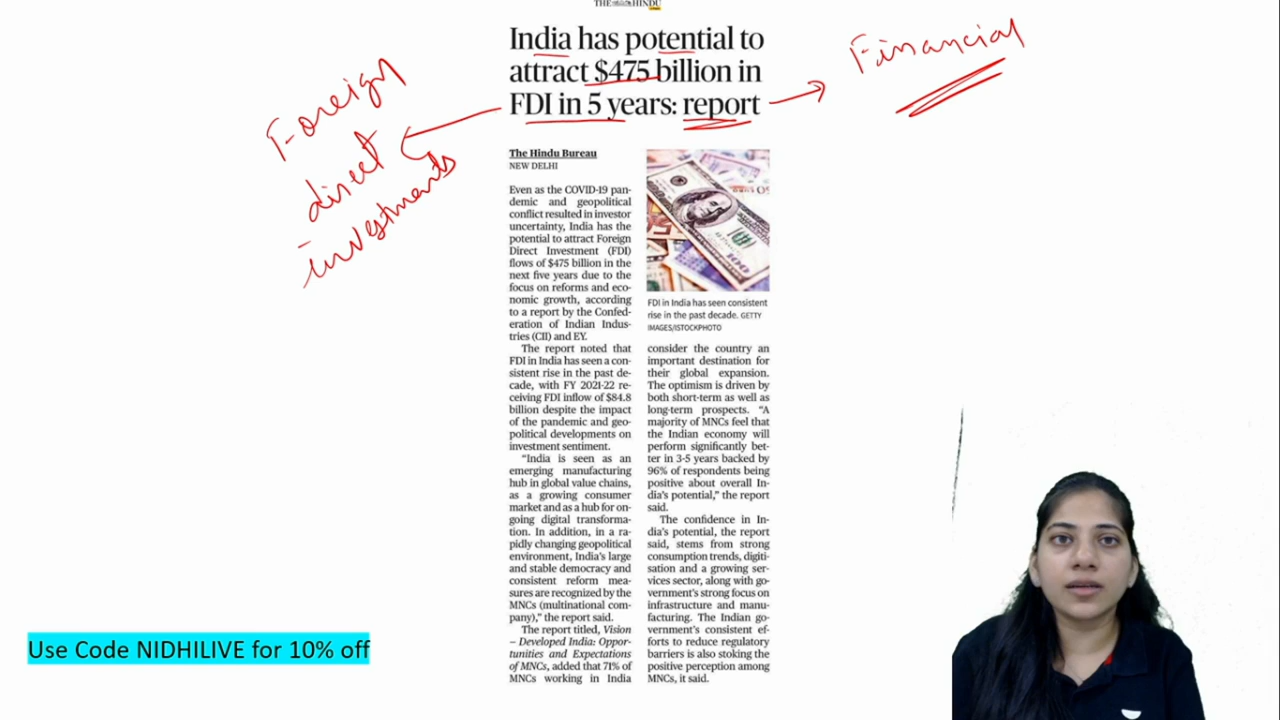 THE HINDU
India has potential to
attract $475 billion in
FDI in 5 years: report
Financial
Foreign
direct
investments
The Hindu Bureau
NEW DELHI
Even as the COVID-19 pan-
demic and geopolitical
conflict resulted in investor
uncertainty, India has the
potential to attract Foreign
Direct Investment (FDI)
flows of $475 billion in the
next five years due to the
focus on reforms and eco-
nomic growth, according
to a report by the Confed-
eration of Indian Indus-
tries (CII) and EY.
The report noted that
FDI in India has seen a con-
sistent rise in the past de-
cade, with FY 2021-22 re-
ceiving FDI inflow of $84.8
billion despite the impact
of the pandemic and geo-
political developments on
investment sentiment.
“India is seen as an
emerging manufacturing
hub in global value chains,
as a growing consumer
market and as a hub for on-
going digital transforma-
tion. In addition, in a ra-
pidly changing geopolitical
environment, India’s large
and stable democracy and
consistent reform mea-
sures are recognized by the
MNCs (multinational com-
pany),” the report said.
The report titled, Vision
– Developed India: Oppor-
tunities and Expectations
of MNCs, added that 71% of
MNCs working in India
FDI in India has seen consistent
rise in the past decade. GETTY
IMAGES/ISTOCKPHOTO
consider the country an
important destination for
their global expansion.
The optimism is driven by
both short-term as well as
long-term prospects. “A
majority of MNCs feel that
the Indian economy will
perform significantly bet-
ter in 3-5 years backed by
96% of respondents being
positive about overall In-
dia’s potential,” the report
said.
The confidence in In-
dia’s potential, the report
said, stems from strong
consumption trends, digiti-
sation and a growing ser-
vices sector, along with go-
vernment’s strong focus on
infrastructure and manu-
facturing. The Indian go-
vernment’s consistent ef-
forts to reduce regulatory
barriers is also stoking the
positive perception among
MNCs, it said.
Use Code NIDHILIVE for 10% off